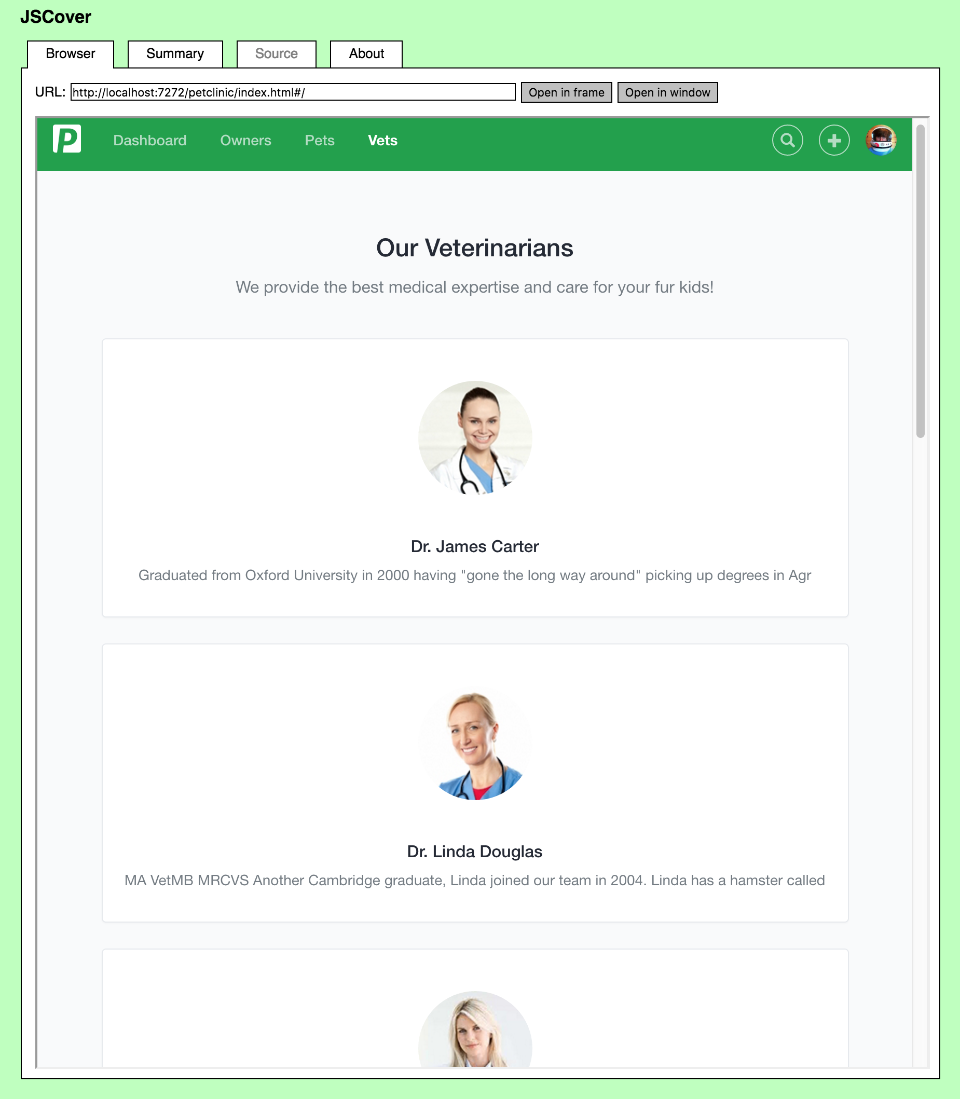 JSCover
Browser Summary Source About
URL: http://localhost:7272/petclinic/index.html#/ Open in frame Open in window
P Dashboard Owners Pets Vets
Our Veterinarians
We provide the best medical expertise and care for your fur kids!
Dr. James Carter
Graduated from Oxford University in 2000 having "gone the long way around" picking up degrees in Agr
Dr. Linda Douglas
MA VetMB MRCVS Another Cambridge graduate, Linda joined our team in 2004. Linda has a hamster called